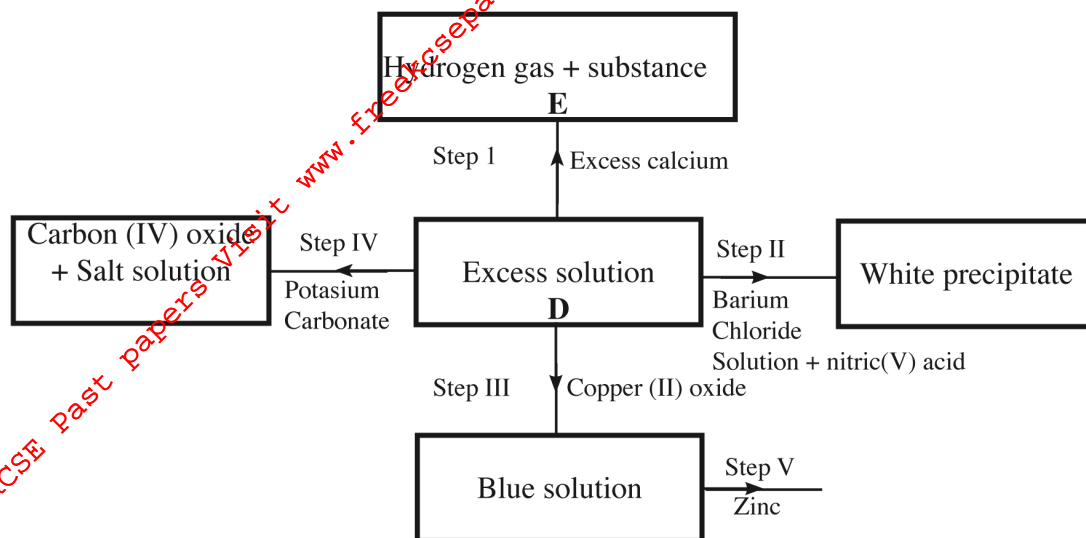 Hydrogen gas + substance
E
Step 1
Excess calcium
Carbon (IV) oxide
+ Salt solution
Step IV
Potasium
Carbonate
Excess solution
D
Step II
Barium
Chloride
Solution + nitric(V) acid
White precipitate
Step III
Copper (II) oxide
Blue solution
Step V
Zinc
KCSE Past papers Visit www.freekcsepa